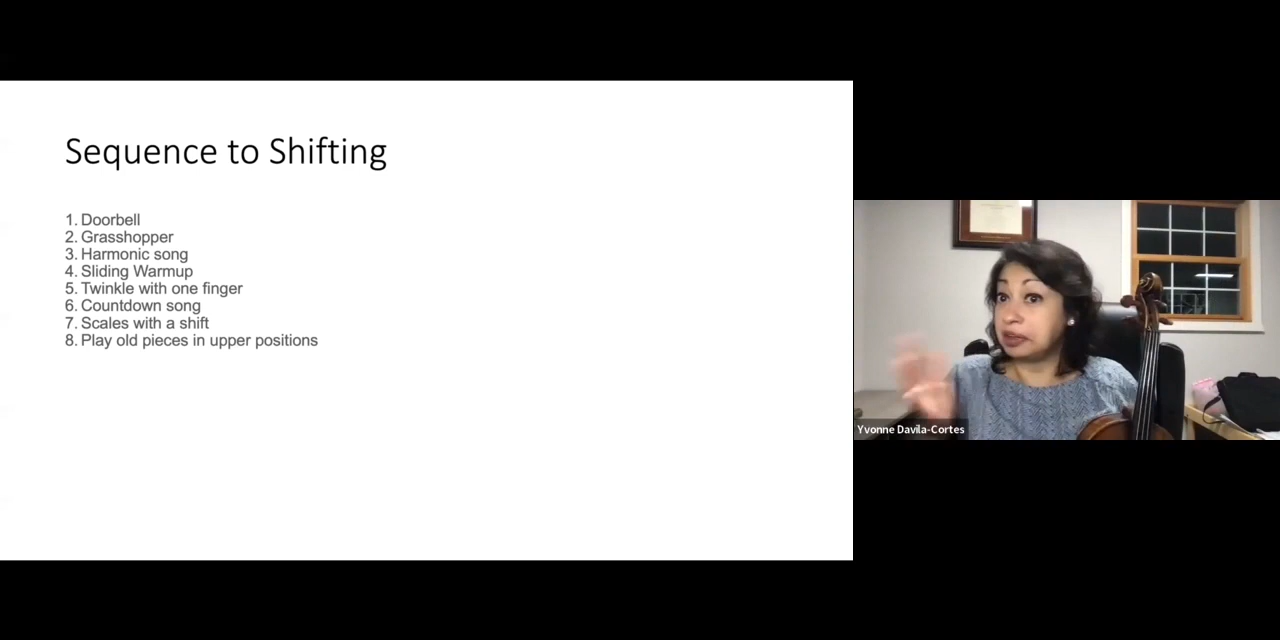 Sequence to Shifting
1. Doorbell
2. Grasshopper
3. Harmonic song
4. Sliding Warmup
5. Twinkle with one finger
6. Countdown song
7. Scales with a shift
8. Play old pieces in upper positions
Yvonne Davila-Cortes